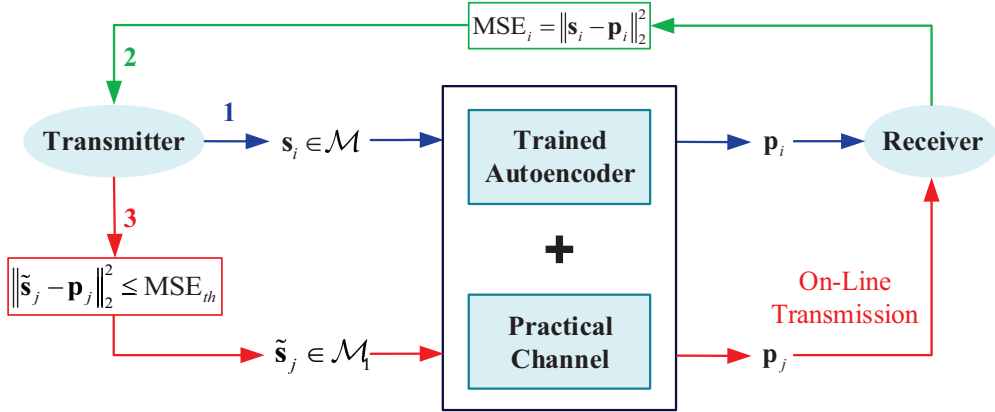 MSE_i = ‖s_i − p_i‖_2^2
2
1
Transmitter
s_i ∈ ℳ
Trained
Autoencoder
p_i
Receiver
3
+
‖s̃_j − p_j‖_2^2 ≤ MSE_th
On-Line
Transmission
s̃_j ∈ ℳ_1
Practical
Channel
p_j